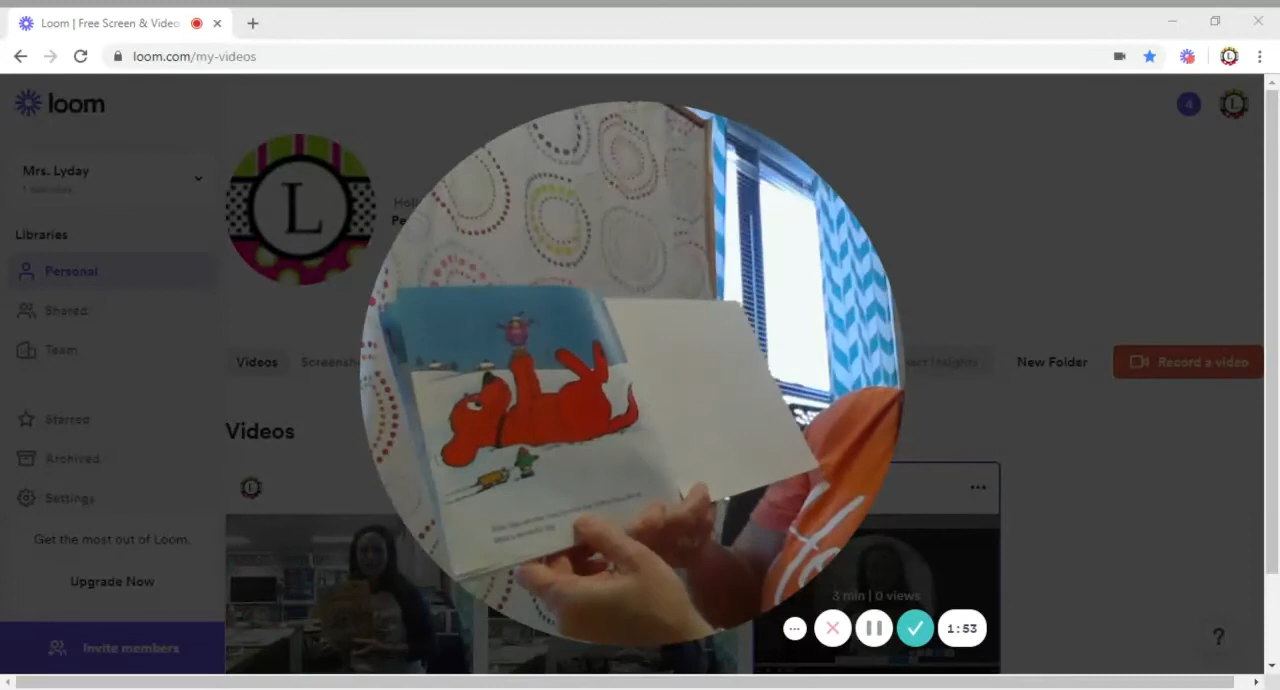 Loom | Free Screen & Video
loom.com/my-videos
loom
4
L
Mrs. Lyday
L
Libraries
Personal
Shared
Team
Videos
Insights
New Folder
Record a video
Starred
Videos
Archived
Settings
Get the most out of Loom.
Upgrade Now
3 min | 0 views
1:53
Invite members
?